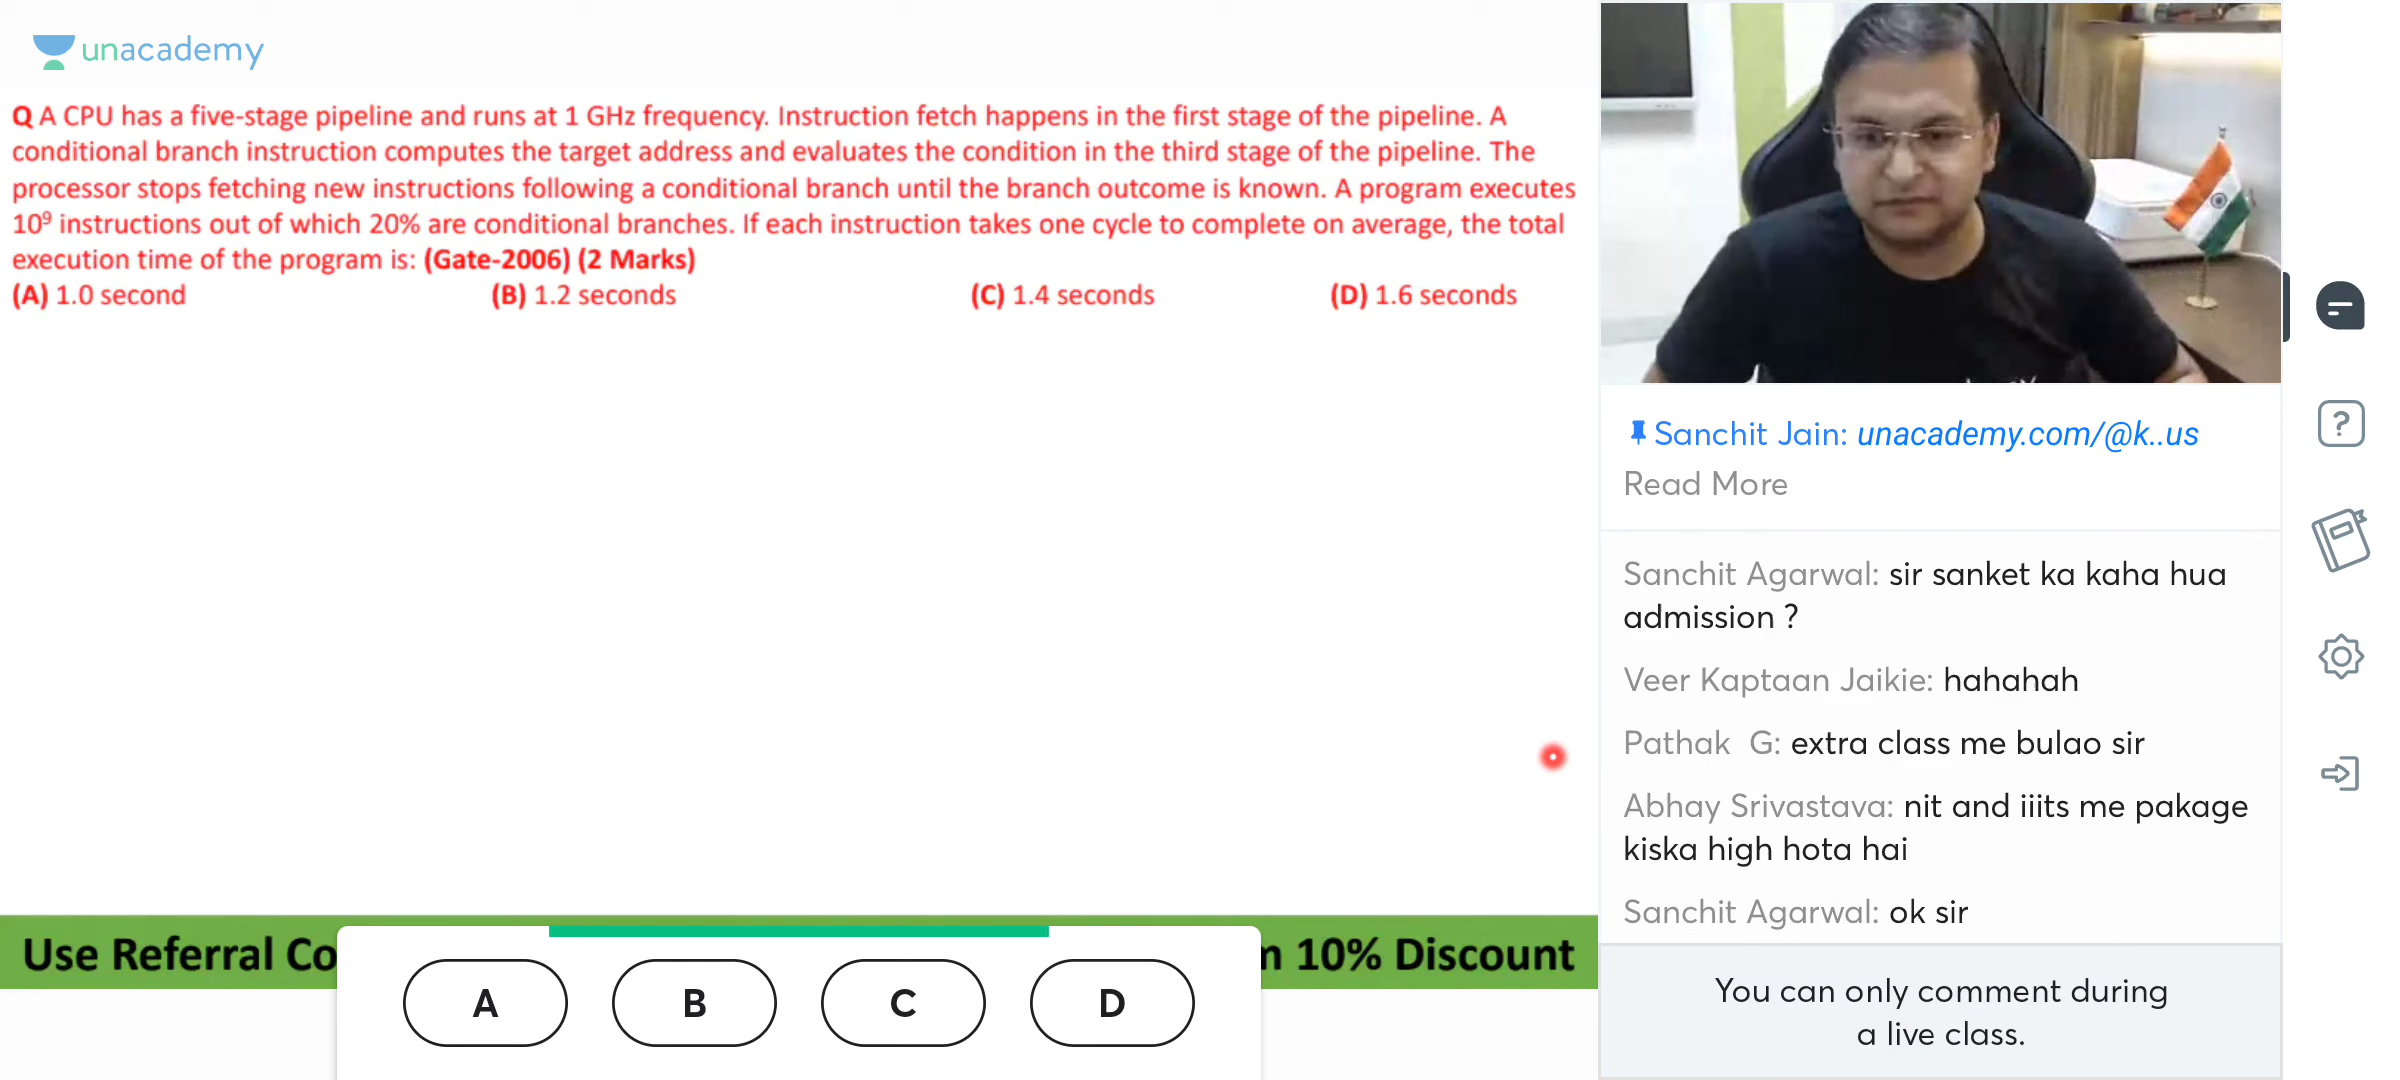 unacademy
Q A CPU has a five-stage pipeline and runs at 1 GHz frequency. Instruction fetch happens in the first stage of the pipeline. A
conditional branch instruction computes the target address and evaluates the condition in the third stage of the pipeline. The
processor stops fetching new instructions following a conditional branch until the branch outcome is known. A program executes
10⁹ instructions out of which 20% are conditional branches. If each instruction takes one cycle to complete on average, the total
execution time of the program is: (Gate-2006) (2 Marks)
(A) 1.0 second (B) 1.2 seconds (C) 1.4 seconds (D) 1.6 seconds
Use Referral Co
10% Discount
A B C D
Sanchit Jain: unacademy.com/@k..us
Read More
Sanchit Agarwal: sir sanket ka kaha hua
admission ?
Veer Kaptaan Jaikie: hahahah
Pathak G: extra class me bulao sir
Abhay Srivastava: nit and iiits me pakage
kiska high hota hai
Sanchit Agarwal: ok sir
You can only comment during
a live class.
?